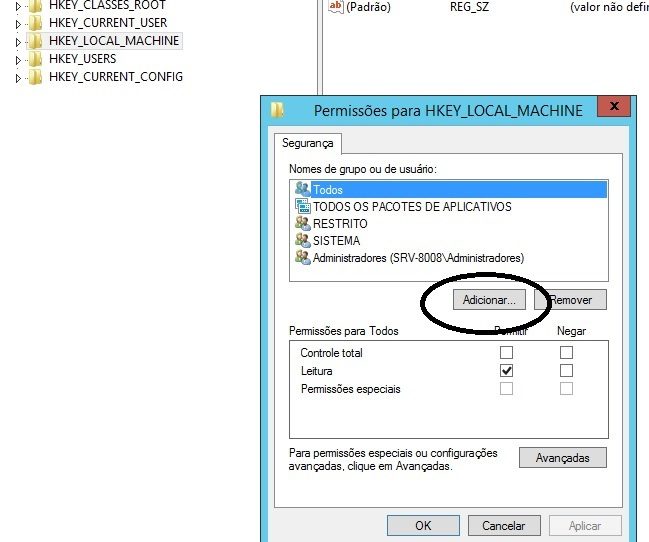 HKEY_CLASSES_ROOT
HKEY_CURRENT_USER
HKEY_LOCAL_MACHINE
HKEY_USERS
HKEY_CURRENT_CONFIG
ab (Padrão) REG_SZ (valor não defin
Permissões para HKEY_LOCAL_MACHINE x
Segurança
Nomes de grupo ou de usuário:
Todos
TODOS OS PACOTES DE APLICATIVOS
RESTRITO
SISTEMA
Administradores (SRV-8008\Administradores)
Adicionar... Remover
Permissões para Todos Permitir Negar
Controle total
Leitura
Permissões especiais
Para permissões especiais ou configurações
avançadas, clique em Avançadas.
Avançadas
OK Cancelar Aplicar